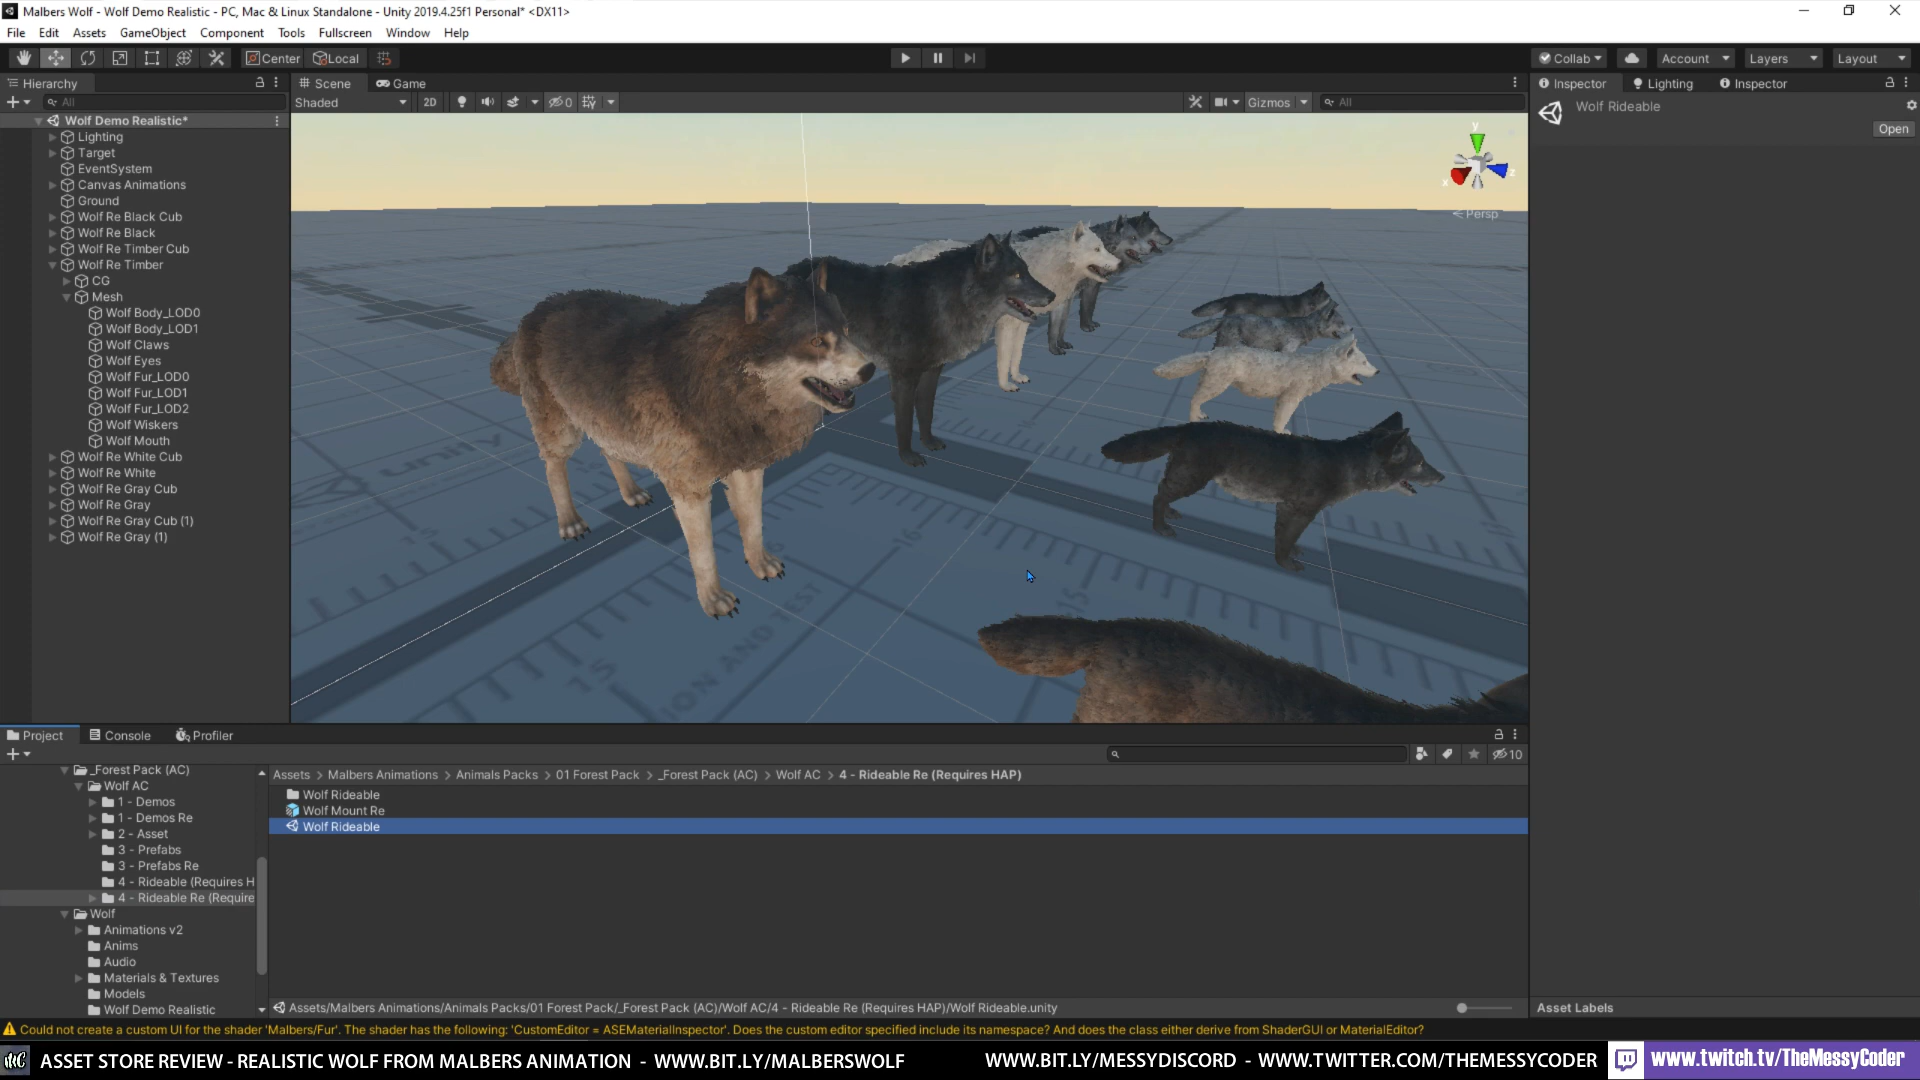 Malbers Wolf - Wolf Demo Realistic - PC, Mac & Linux Standalone - Unity 2019.4.25f1 Personal* <DX11>
File Edit Assets GameObject Component Tools Fullscreen Window Help
Center Local
Collab Account Layers Layout
Hierarchy
All
Wolf Demo Realistic*
Lighting
Target
EventSystem
Canvas Animations
Ground
Wolf Re Black Cub
Wolf Re Black
Wolf Re Timber Cub
Wolf Re Timber
CG
Mesh
Wolf Body_LOD0
Wolf Body_LOD1
Wolf Claws
Wolf Eyes
Wolf Fur_LOD0
Wolf Fur_LOD1
Wolf Fur_LOD2
Wolf Wiskers
Wolf Mouth
Wolf Re White Cub
Wolf Re White
Wolf Re Gray Cub
Wolf Re Gray
Wolf Re Gray Cub (1)
Wolf Re Gray (1)
Scene Game
Shaded 2D 0 Gizmos All
y
x z
Persp
unity
15
16
15
15
ION AND TEST
Inspector Lighting Inspector
Wolf Rideable
Open
Asset Labels
Project Console Profiler
10
_Forest Pack (AC)
Wolf AC
1 - Demos
1 - Demos Re
2 - Asset
3 - Prefabs
3 - Prefabs Re
4 - Rideable (Requires H
4 - Rideable Re (Require
Wolf
Animations v2
Anims
Audio
Materials & Textures
Models
Wolf Demo Realistic
Assets > Malbers Animations > Animals Packs > 01 Forest Pack > _Forest Pack (AC) > Wolf AC > 4 - Rideable Re (Requires HAP)
Wolf Rideable
Wolf Mount Re
Wolf Rideable
Assets/Malbers Animations/Animals Packs/01 Forest Pack/_Forest Pack (AC)/Wolf AC/4 - Rideable Re (Requires HAP)/Wolf Rideable.unity
Could not create a custom UI for the shader 'Malbers/Fur'. The shader has the following: 'CustomEditor = ASEMaterialInspector'. Does the custom editor specified include its namespace? And does the class either derive from ShaderGUI or MaterialEditor?
ASSET STORE REVIEW - REALISTIC WOLF FROM MALBERS ANIMATION - WWW.BIT.LY/MALBERSWOLF
WWW.BIT.LY/MESSYDISCORD - WWW.TWITTER.COM/THEMESSYCODER
www.twitch.tv/TheMessyCoder